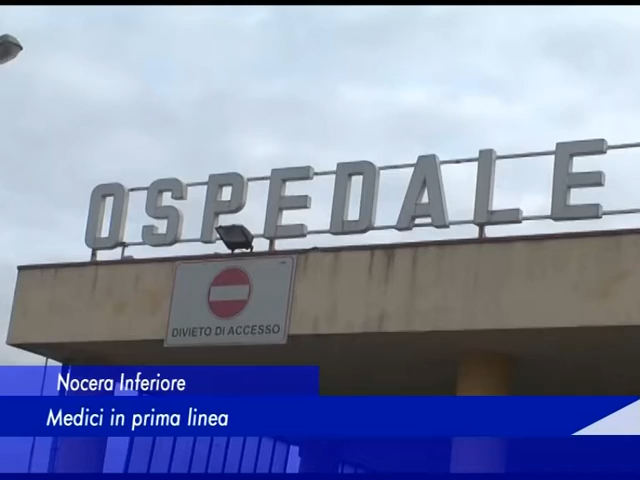 OSPEDALE
DIVIETO DI ACCESSO
Nocera Inferiore
Medici in prima linea